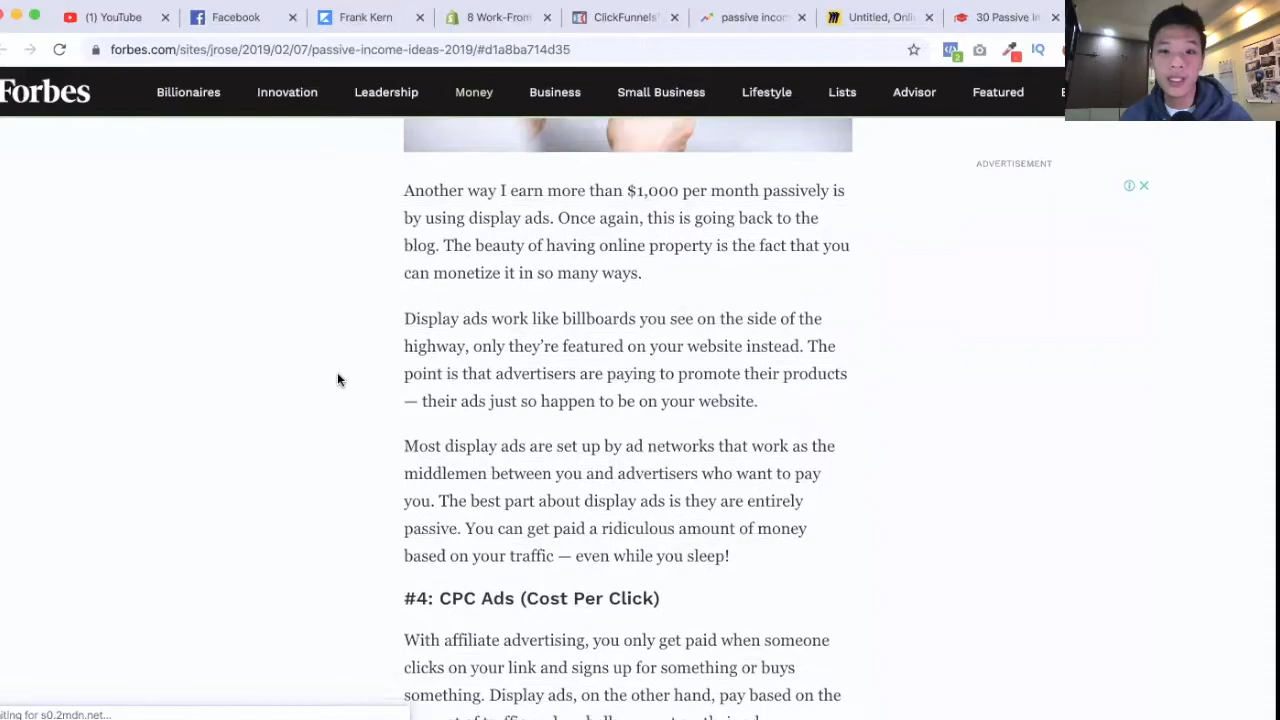 (1) YouTube
Facebook
Frank Kern
8 Work-From
ClickFunnels'
passive incom
Untitled, Onli
30 Passive In
forbes.com/sites/jrose/2019/02/07/passive-income-ideas-2019/#d1a8ba714d35
2
IQ
Forbes
Billionaires
Innovation
Leadership
Money
Business
Small Business
Lifestyle
Lists
Advisor
Featured
ADVERTISEMENT
Another way I earn more than $1,000 per month passively is
by using display ads. Once again, this is going back to the
blog. The beauty of having online property is the fact that you
can monetize it in so many ways.
Display ads work like billboards you see on the side of the
highway, only they’re featured on your website instead. The
point is that advertisers are paying to promote their products
— their ads just so happen to be on your website.
Most display ads are set up by ad networks that work as the
middlemen between you and advertisers who want to pay
you. The best part about display ads is they are entirely
passive. You can get paid a ridiculous amount of money
based on your traffic — even while you sleep!
#4: CPC Ads (Cost Per Click)
With affiliate advertising, you only get paid when someone
clicks on your link and signs up for something or buys
something. Display ads, on the other hand, pay based on the
iting for s0.2mdn.net...